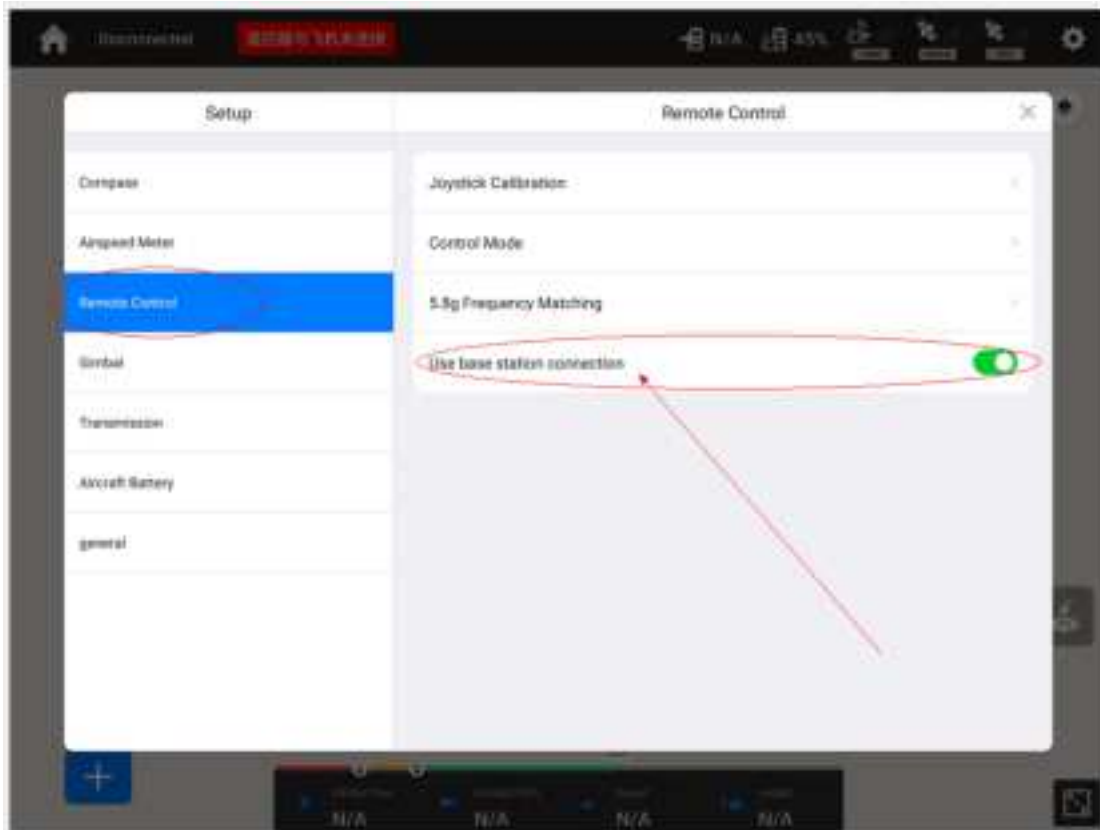 Disconnected
N/A
45%
Setup
Remote Control
Compass
Airspeed Meter
Remote Control
Gimbal
Transmission
Aircraft Battery
general
Joystick Calibration
Control Mode
5.8g Frequency Matching
Use base station connection
N/A
N/A
N/A
N/A